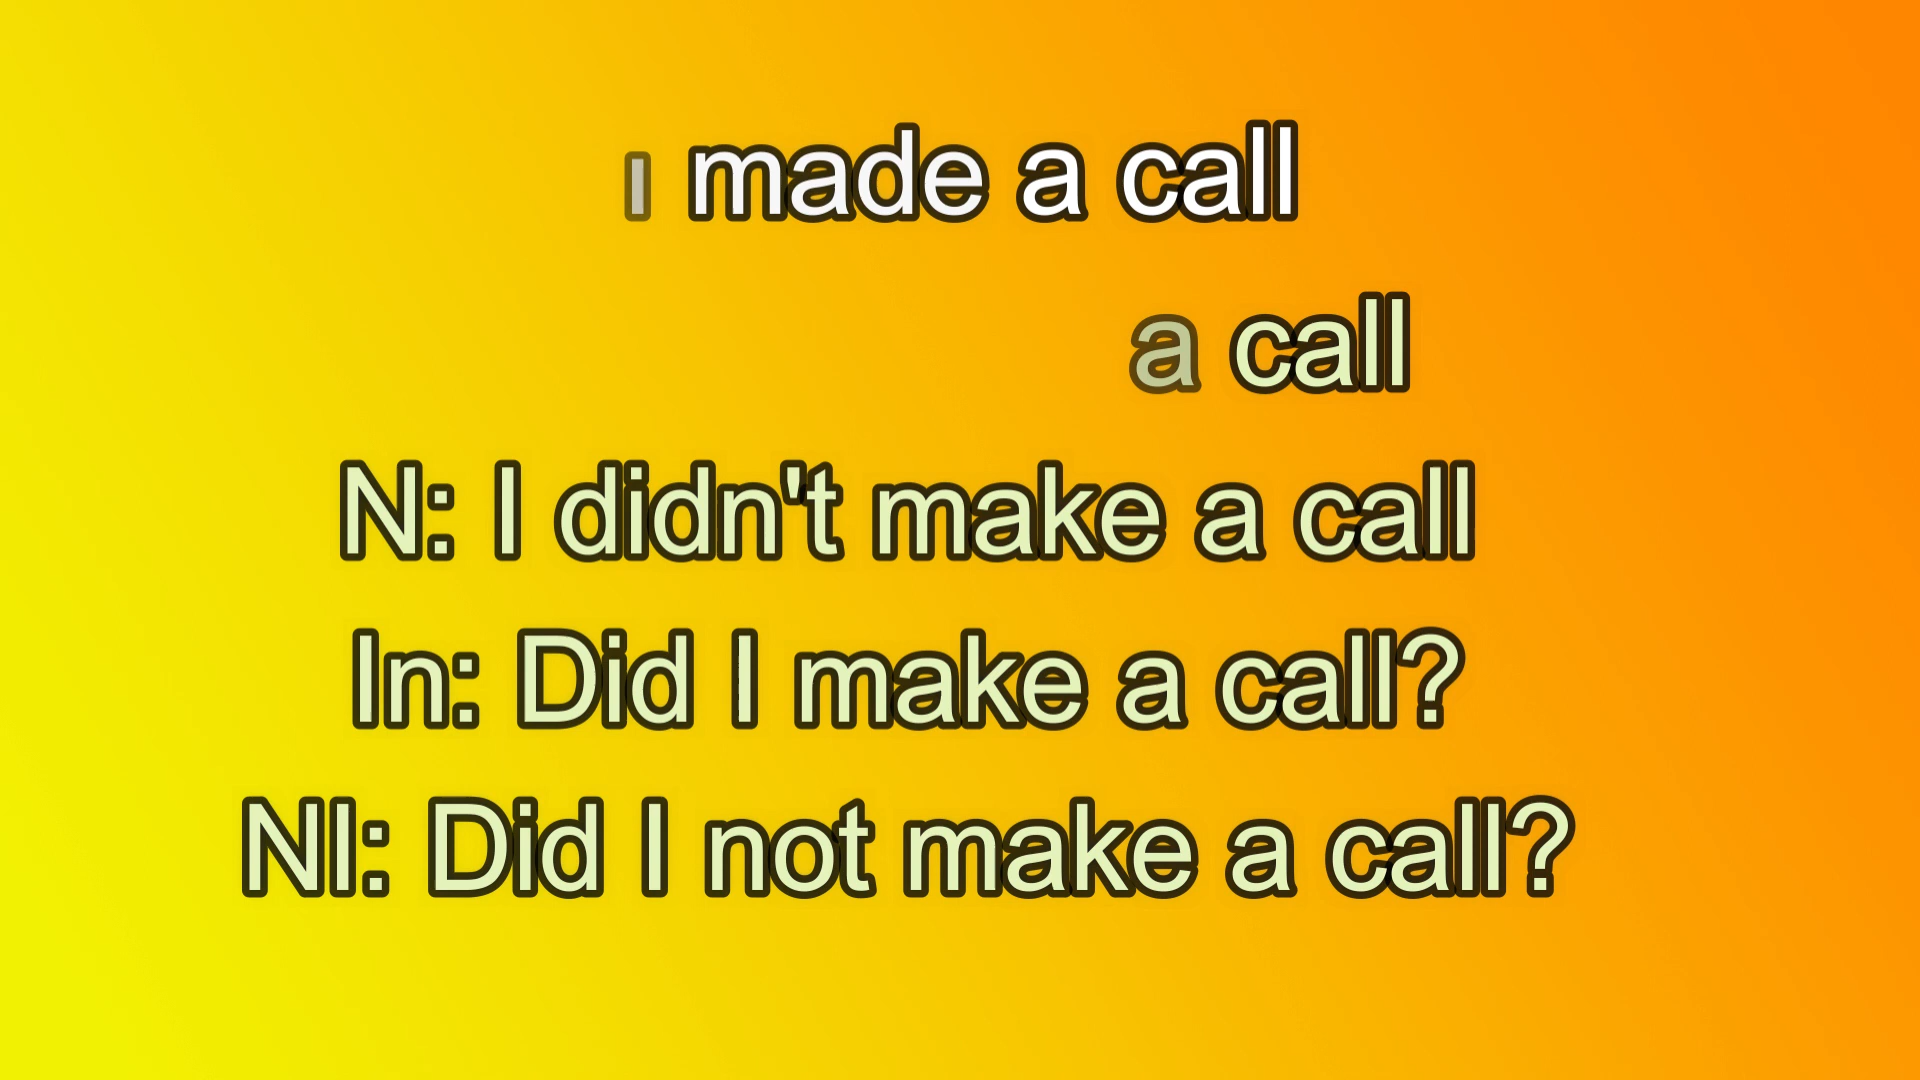 I made a call
a call
N: I didn't make a call
In: Did I make a call?
NI: Did I not make a call?